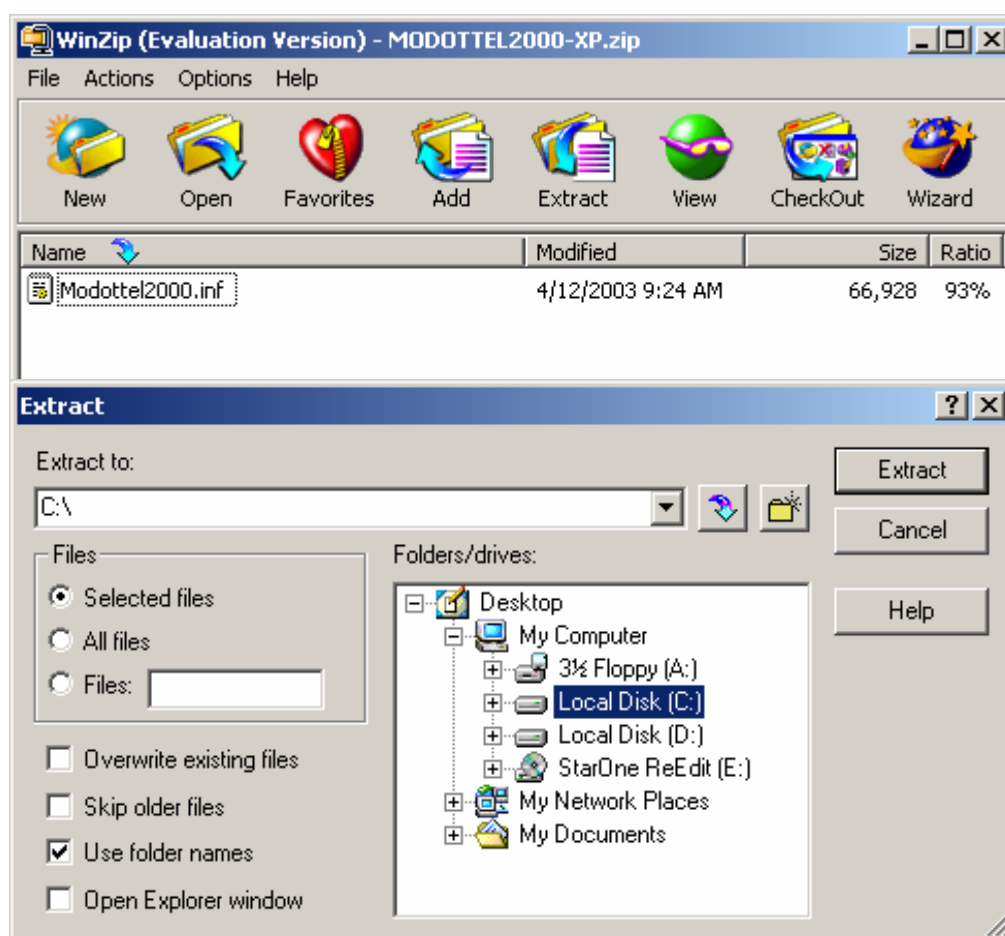 WinZip (Evaluation Version) - MODOTTEL2000-XP.zip
File Actions Options Help
New Open Favorites Add Extract View CheckOut Wizard
Name Modified Size Ratio
Modottel2000.inf 4/12/2003 9:24 AM 66,928 93%
Extract
Extract to:
C:\
Extract
Cancel
Help
Files
Selected files
All files
Files:
Overwrite existing files
Skip older files
Use folder names
Open Explorer window
Folders/drives:
Desktop
My Computer
3½ Floppy (A:)
Local Disk (C:)
Local Disk (D:)
StarOne ReEdit (E:)
My Network Places
My Documents